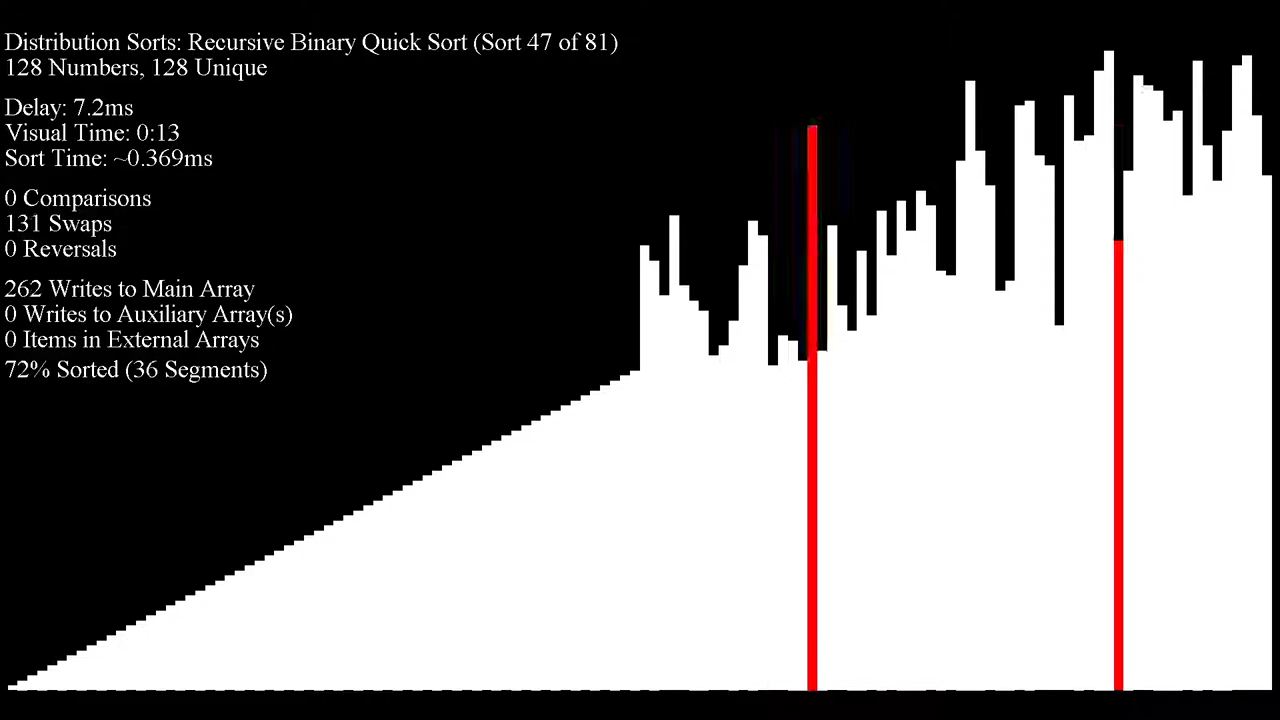 Distribution Sorts: Recursive Binary Quick Sort (Sort 47 of 81)
128 Numbers, 128 Unique
Delay: 7.2ms
Visual Time: 0:13
Sort Time: ~0.369ms
0 Comparisons
131 Swaps
0 Reversals
262 Writes to Main Array
0 Writes to Auxiliary Array(s)
0 Items in External Arrays
72% Sorted (36 Segments)